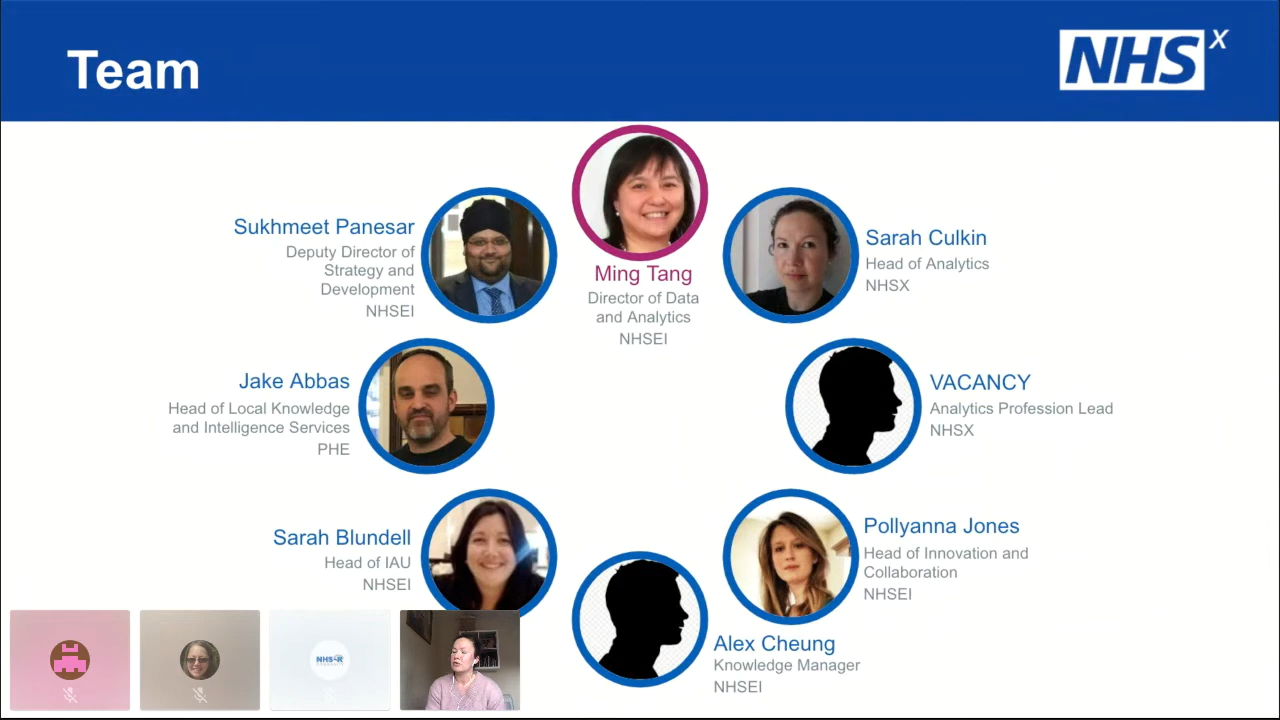 Team
NHSX
Ming Tang
Director of Data
and Analytics
NHSEI
Sukhmeet Panesar
Deputy Director of
Strategy and
Development
NHSEI
Sarah Culkin
Head of Analytics
NHSX
Jake Abbas
Head of Local Knowledge
and Intelligence Services
PHE
VACANCY
Analytics Profession Lead
NHSX
Sarah Blundell
Head of IAU
NHSEI
Pollyanna Jones
Head of Innovation and
Collaboration
NHSEI
Alex Cheung
Knowledge Manager
NHSEI
NHS-R